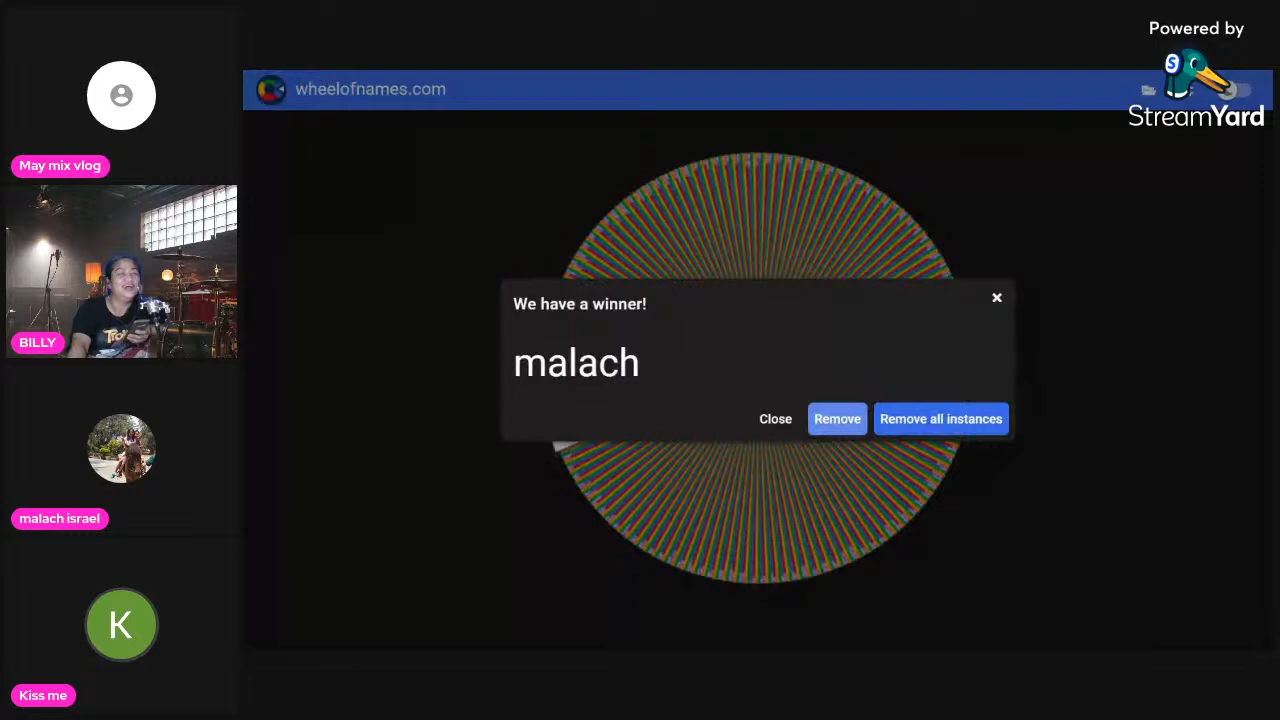 Powered by
StreamYard
wheelofnames.com
May mix vlog
BILLY
malach israel
K
Kiss me
We have a winner!
malach
Close
Remove
Remove all instances